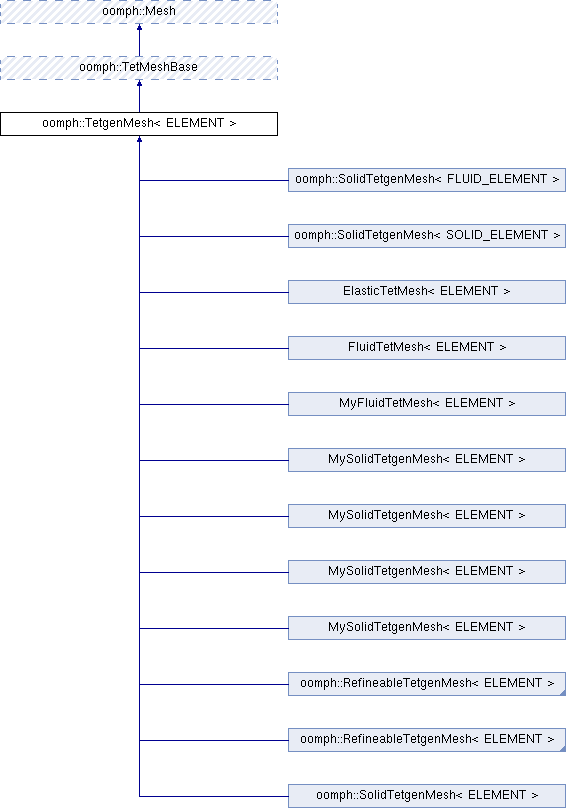 oomph::Mesh
oomph::TetMeshBase
oomph::TetgenMesh< ELEMENT >
oomph::SolidTetgenMesh< FLUID_ELEMENT >
oomph::SolidTetgenMesh< SOLID_ELEMENT >
ElasticTetMesh< ELEMENT >
FluidTetMesh< ELEMENT >
MyFluidTetMesh< ELEMENT >
MySolidTetgenMesh< ELEMENT >
MySolidTetgenMesh< ELEMENT >
MySolidTetgenMesh< ELEMENT >
MySolidTetgenMesh< ELEMENT >
oomph::RefineableTetgenMesh< ELEMENT >
oomph::RefineableTetgenMesh< ELEMENT >
oomph::SolidTetgenMesh< ELEMENT >